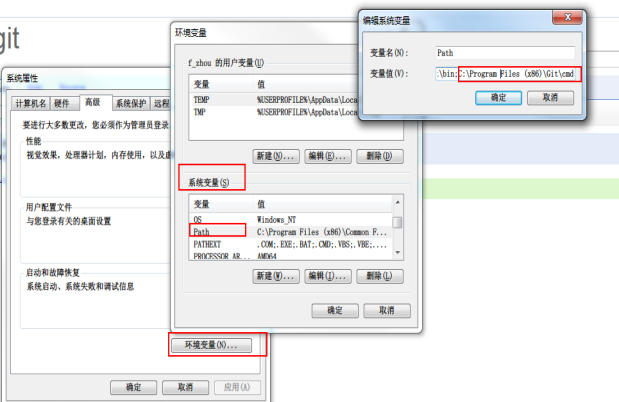 git
系统属性
计算机名 硬件 高级 系统保护 远程
要进行大多数更改，您必须作为管理员登录
性能
视觉效果，处理器计划，内存使用，以及虚
用户配置文件
与您登录有关的桌面设置
启动和故障恢复
系统启动、系统失败和调试信息
环境变量(N)...
确定 取消 应用(A)
环境变量
f_zhou 的用户变量(U)
变量 值
TEMP %USERPROFILE%\AppData\Loca
TMP %USERPROFILE%\AppData\Loca
新建(N)... 编辑(E)... 删除(D)
系统变量(S)
变量 值
OS Windows_NT
Path C:\Program Files (x86)\Common F...
PATHEXT .COM;.EXE;.BAT;.CMD;.VBS;.VBE;....
PROCESSOR_AR... AMD64
新建(W)... 编辑(I)... 删除(L)
确定 取消
编辑系统变量
变量名(N): Path
变量值(V): :\bin;C:\Program Files (x86)\Git\cmd
确定 取消